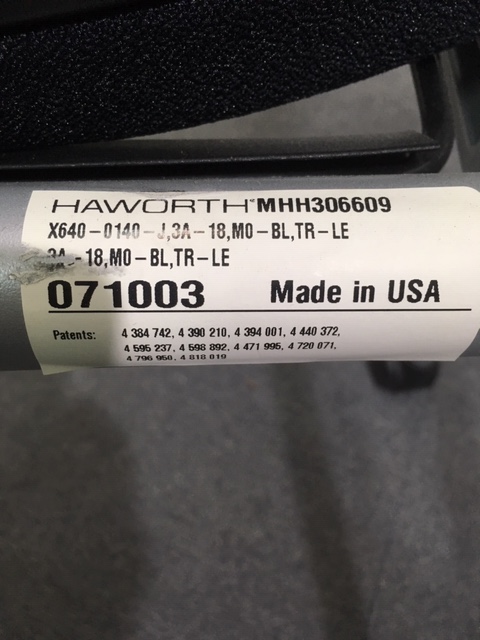 HAWORTH™ MHH306609
X640-0140-J,3A-18,M0-BL,TR-LE
3A -18,M0-BL,TR-LE
071003 Made in USA
Patents: 4 384 742, 4 390 210, 4 394 001, 4 440 372,
4 595 237, 4 598 892, 4 471 995, 4 720 071,
4 796 950, 4 818 019